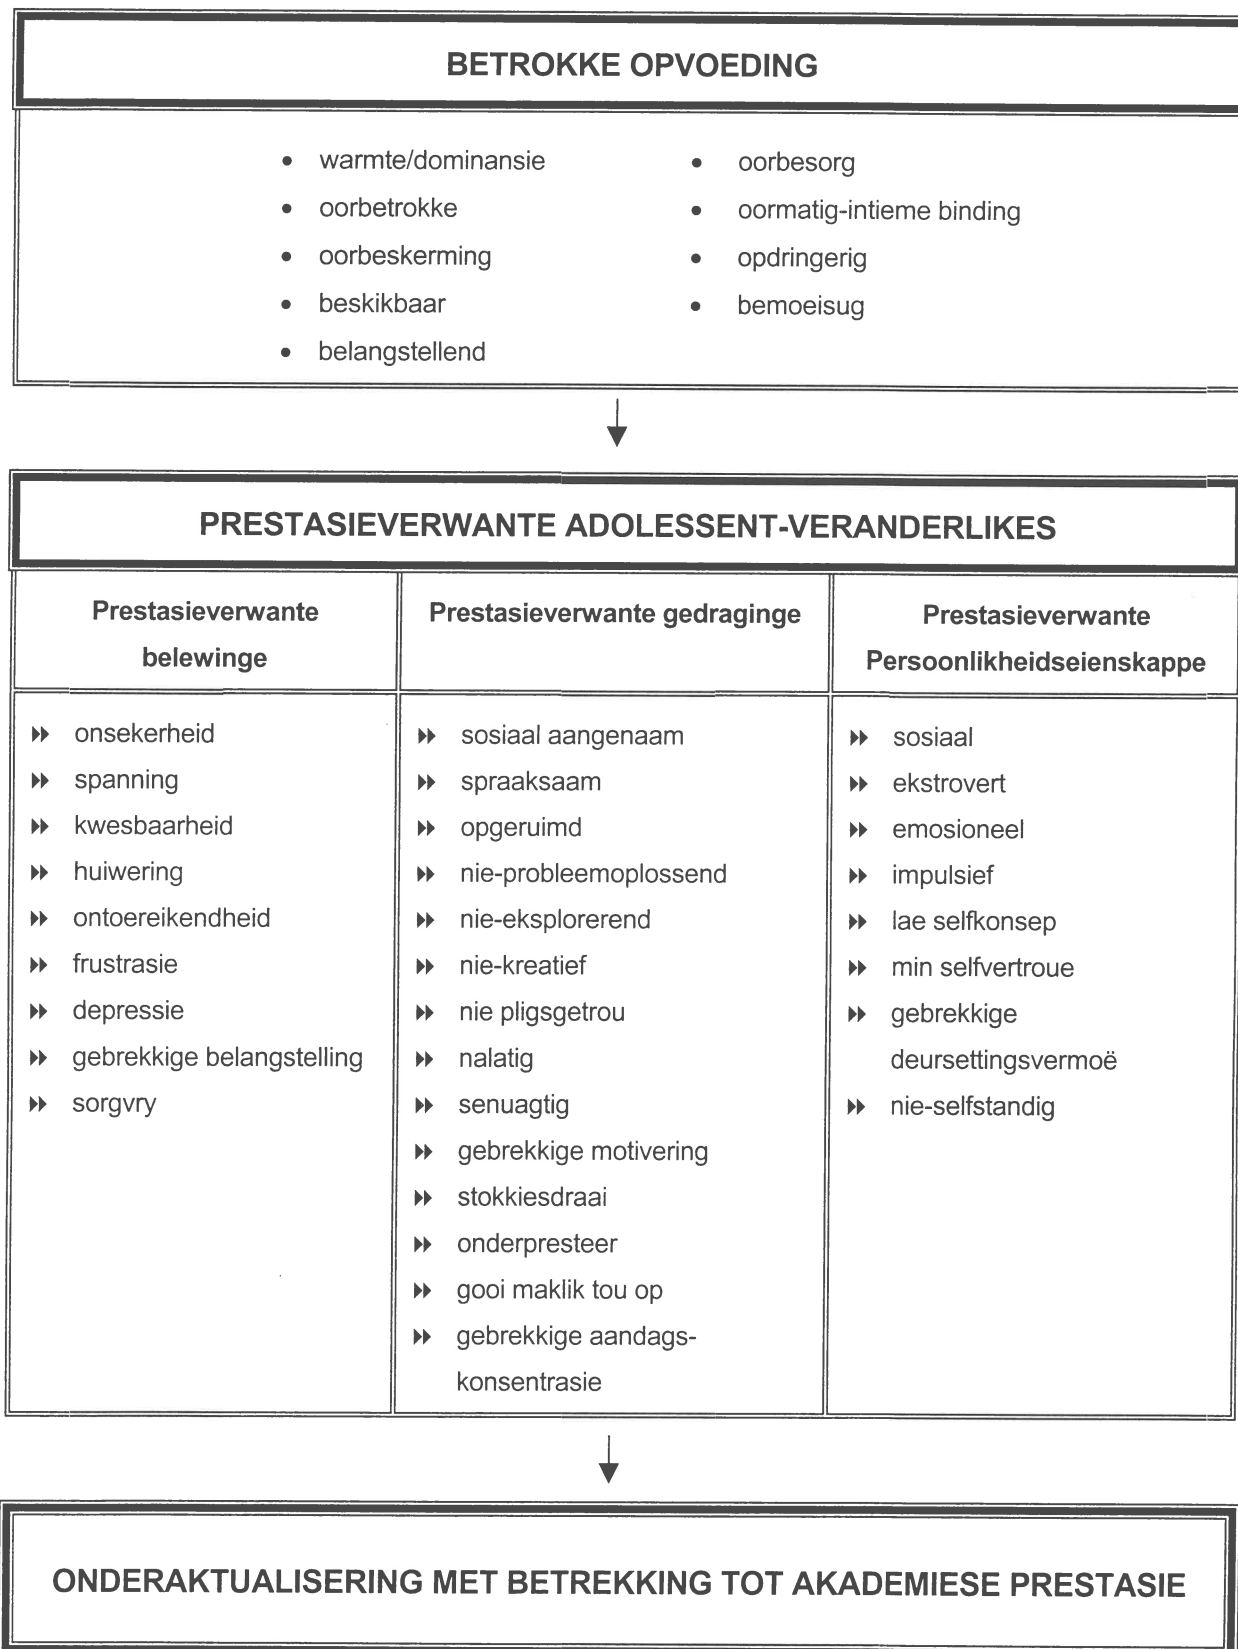 BETROKKE OPVOEDING
• warmte/dominansie
• oorbetrokke
• oorbeskerming
• beskikbaar
• belangstellend
• oorbesorg
• oormatig-intieme binding
• opdringerig
• bemoeisug
PRESTASIEVERWANTE ADOLESSENT-VERANDERLIKES
Prestasieverwante
belewinge
onsekerheid
spanning
kwesbaarheid
huiwering
ontoereikendheid
frustrasie
depressie
gebrekkige belangstelling
sorgvry
Prestasieverwante gedraginge
sosiaal aangenaam
spraaksaam
opgeruimd
nie-probleemoplossend
nie-eksplorerend
nie-kreatief
nie pligsgetrou
nalatig
senuagtig
gebrekkige motivering
stokkiesdraai
onderpresteer
gooi maklik tou op
gebrekkige aandags-
konsentrasie
Prestasieverwante
Persoonlikheidseienskappe
sosiaal
ekstrovert
emosioneel
impulsief
lae selfkonsep
min selfvertroue
gebrekkige
deursettingsvermoë
nie-selfstandig
ONDERAKTUALISERING MET BETREKKING TOT AKADEMIESE PRESTASIE